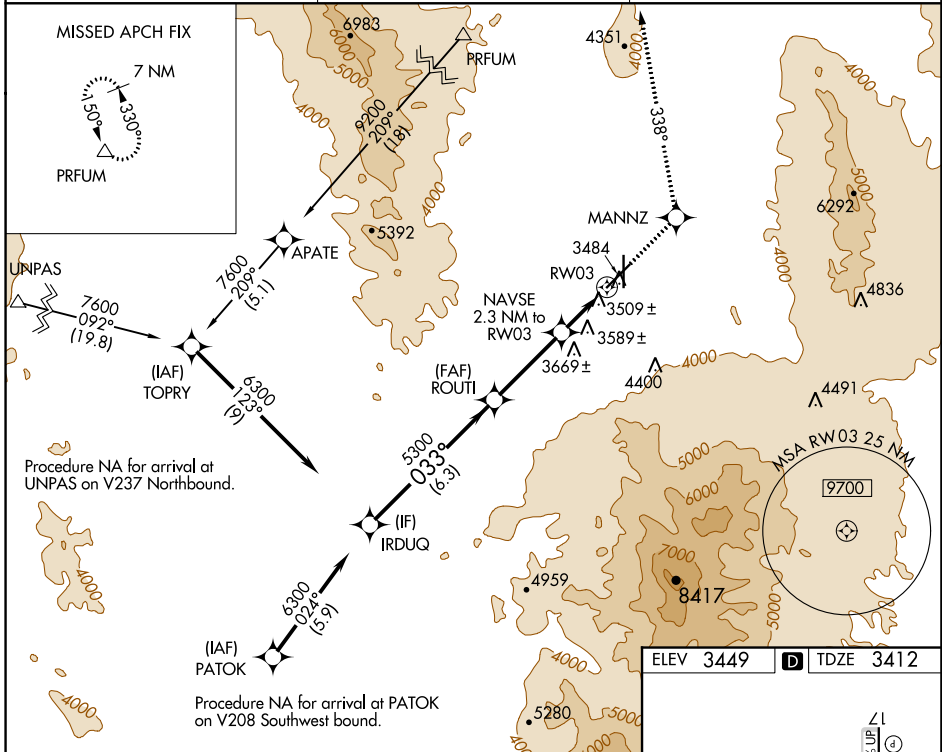 MISSED APCH FIX
7 NM
150°
330°
PRFUM
6983
6000
5000
4000
PRFUM
4351
4000
338°
4000
5000
6292
4000
9200
209°
(18)
4000
MANNZ
5392
APATE
3484
RW03
4836
UNPAS
7600
092°
(19.8)
7600
209°
(5.1)
NAVSE
2.3 NM to
RW03
3509 ±
3589 ±
3669 ±
4000
4400
4491
(IAF)
TOPRY
(FAF)
ROUTI
6300
123°
(9)
5300
033°
(6.3)
5000
6000
7000
8417
MSA RW03 25 NM
9700
Procedure NA for arrival at
UNPAS on V237 Northbound.
4000
(IF)
IRDUQ
6300
024°
(5.9)
4959
5000
(IAF)
PATOK
4000
Procedure NA for arrival at PATOK
on V208 Southwest bound.
4000
5280
5000
4000
ELEV 3449
D
TDZE 3412
17
UP
P